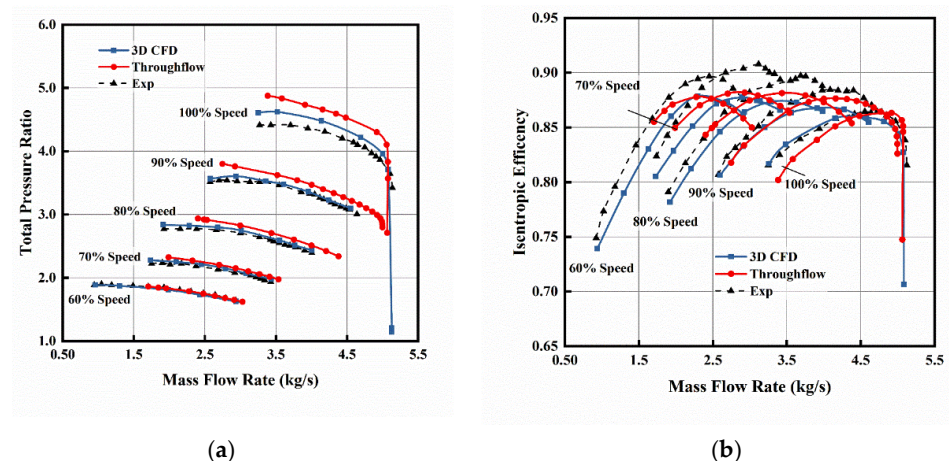 6.0
5.0
4.0
3.0
2.0
1.0
Total Pressure Ratio
3D CFD
Throughflow
Exp
100% Speed
90% Speed
80% Speed
70% Speed
60% Speed
0.50 1.5 2.5 3.5 4.5 5.5
Mass Flow Rate (kg/s)
(a)
0.95
0.90
0.85
0.80
0.75
0.70
0.65
Isentropic Efficency
70% Speed
90% Speed
100% Speed
80% Speed
60% Speed
3D CFD
Throughflow
Exp
0.50 1.5 2.5 3.5 4.5 5.5
Mass Flow Rate (kg/s)
(b)